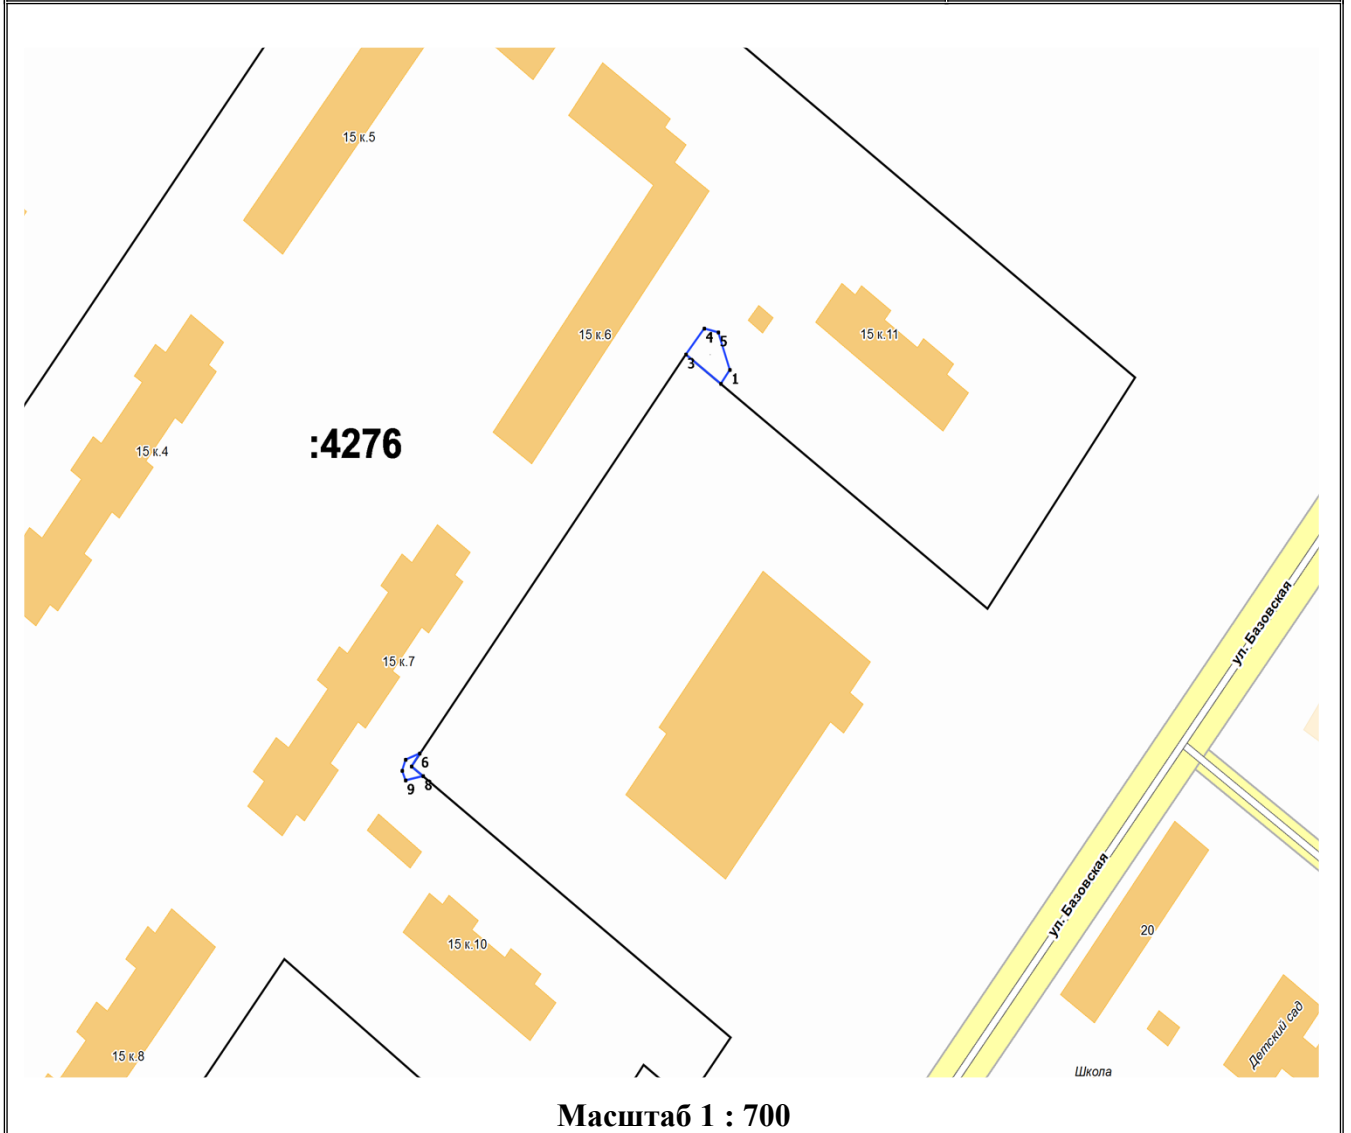 15 к.5
15 к.6
4
5
3
1
15 к.11
:4276
15 к.4
ул. Базовская
15 к.7
6
9
8
ул. Базовская
15 к.10
20
15 к.8
Детский сад
Школа
Масштаб 1 : 700